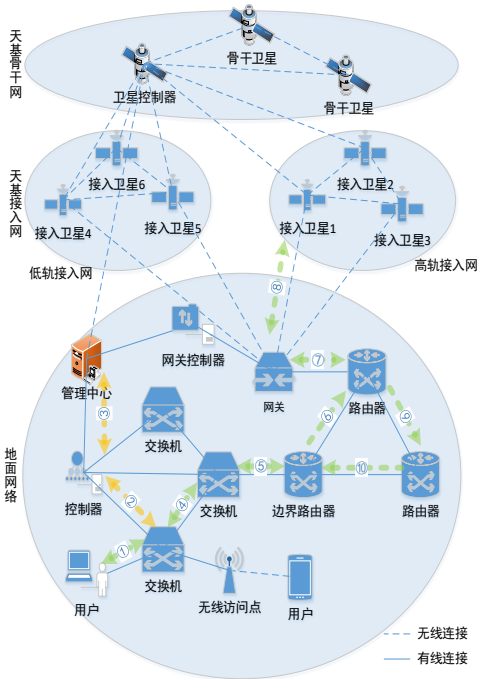 天基骨干网
骨干卫星
卫星控制器
骨干卫星
天基接入网
接入卫星6
接入卫星2
接入卫星4
接入卫星5
接入卫星1
接入卫星3
低轨接入网
高轨接入网
⑧
网关控制器
⑦
管理中心
网关
路由器
③
⑥
⑨
交换机
地面网络
⑤
⑩
控制器
②
④
交换机
边界路由器
路由器
①
交换机
用户
无线访问点
用户
无线连接
有线连接